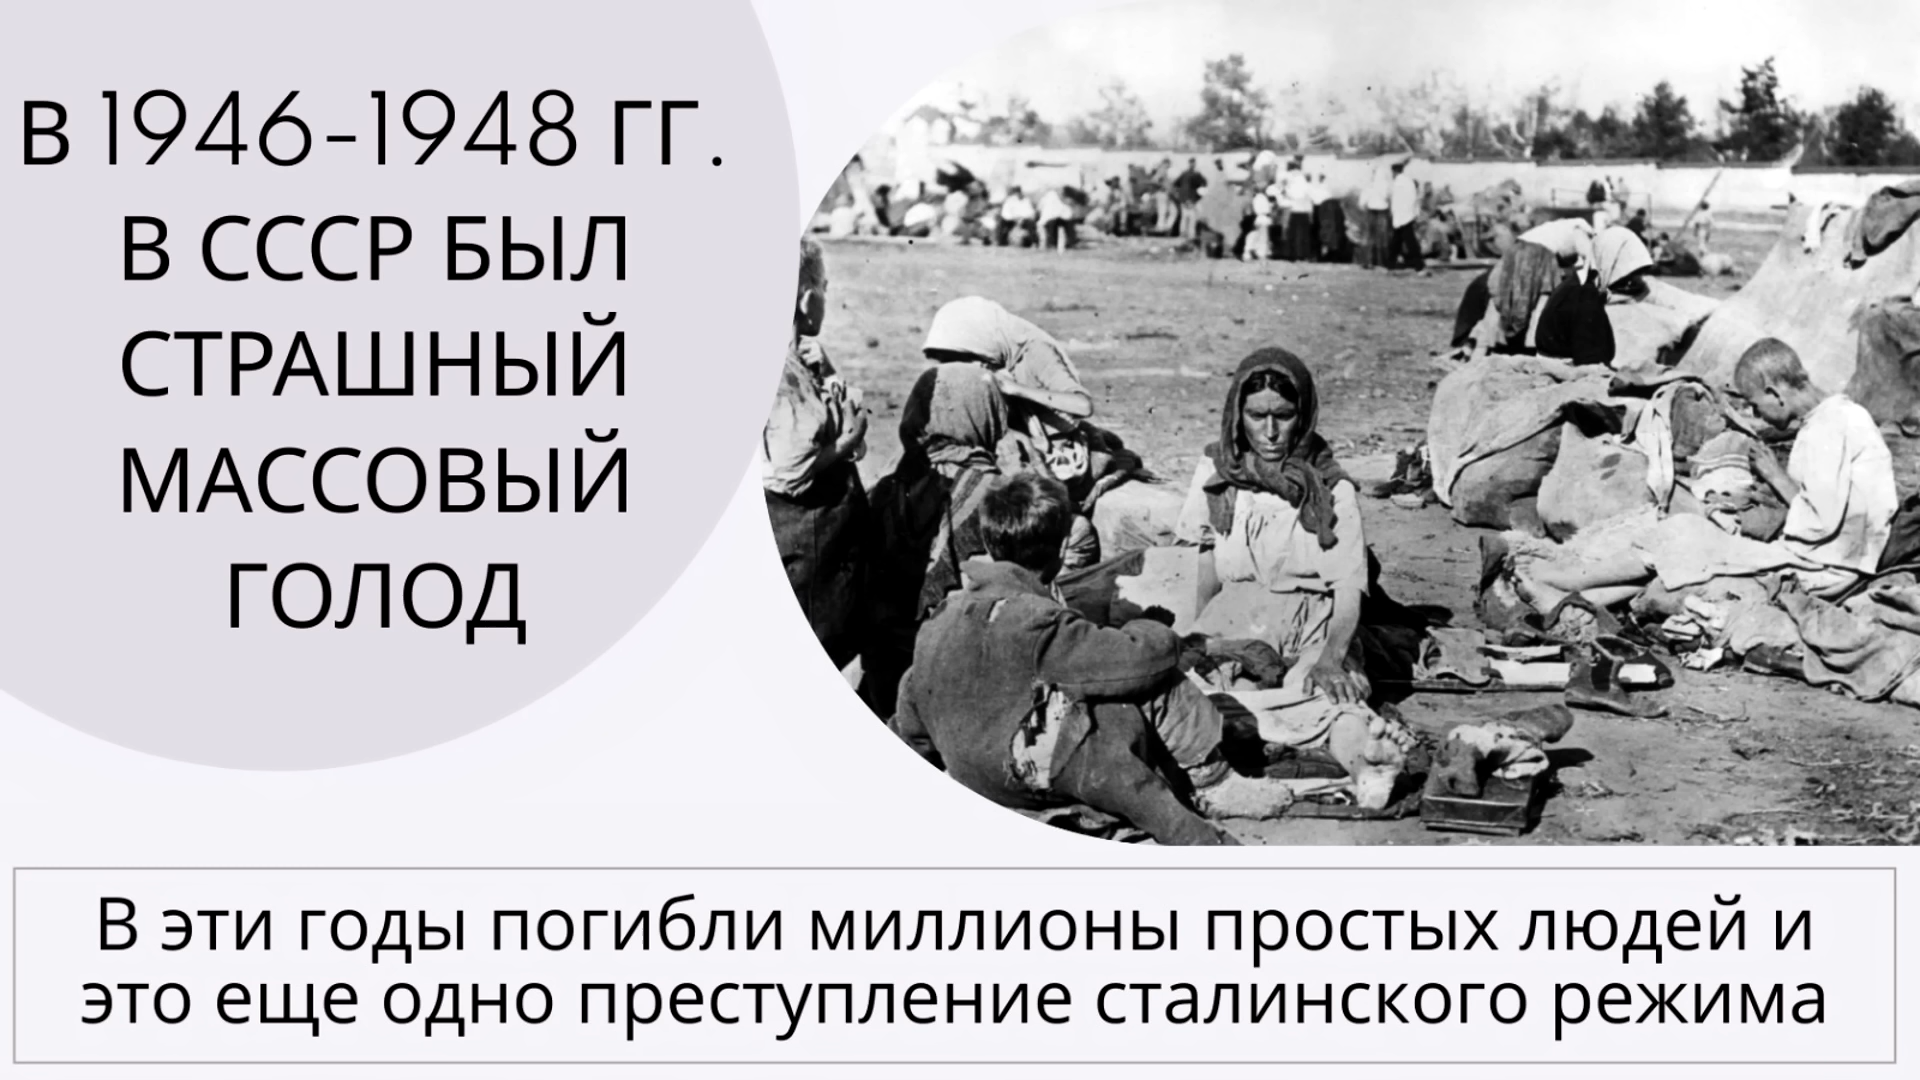 В 1946-1948 ГГ.
В СССР БЫЛ
СТРАШНЫЙ
МАССОВЫЙ
ГОЛОД
В эти годы погибли миллионы простых людей и
это еще одно преступление сталинского режима